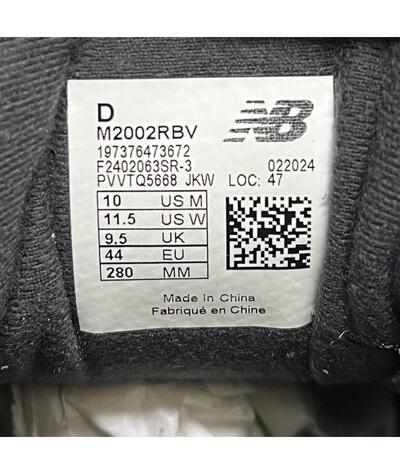 D
NB
M2002RBV
197376473672
F2402063SR-3 022024
PVVTQ5668 JKW LOC: 47
10 US M
11.5 US W
9.5 UK
44 EU
280 MM
Made in China
Fabriqué en Chine